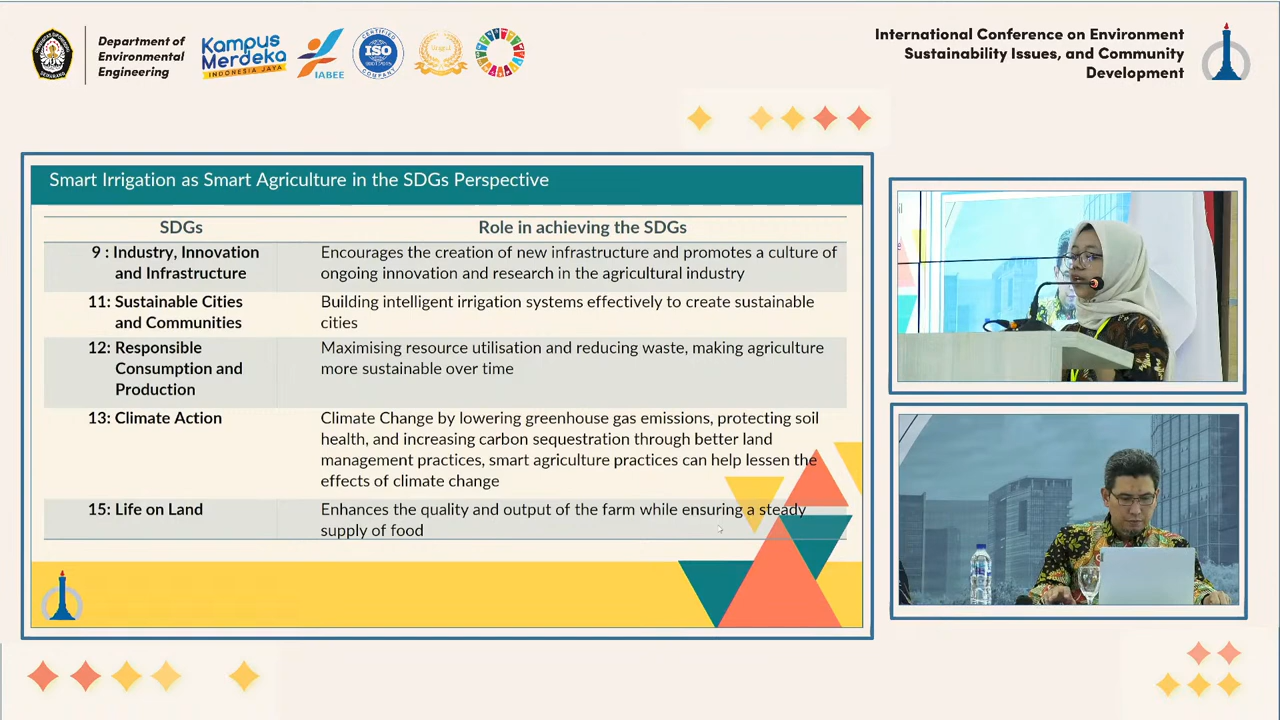 Department of
Environmental
Engineering
Kampus
Merdeka
INDONESIA JAYA
IABEE
CERTIFIED
ISO
COMPANY
International Conference on Environment
Sustainability Issues, and Community
Development
Smart Irrigation as Smart Agriculture in the SDGs Perspective
SDGs
Role in achieving the SDGs
9 : Industry, Innovation
and Infrastructure
Encourages the creation of new infrastructure and promotes a culture of
ongoing innovation and research in the agricultural industry
11: Sustainable Cities
and Communities
Building intelligent irrigation systems effectively to create sustainable
cities
12: Responsible
Consumption and
Production
Maximising resource utilisation and reducing waste, making agriculture
more sustainable over time
13: Climate Action
Climate Change by lowering greenhouse gas emissions, protecting soil
health, and increasing carbon sequestration through better land
management practices, smart agriculture practices can help lessen the
effects of climate change
15: Life on Land
Enhances the quality and output of the farm while ensuring a steady
supply of food